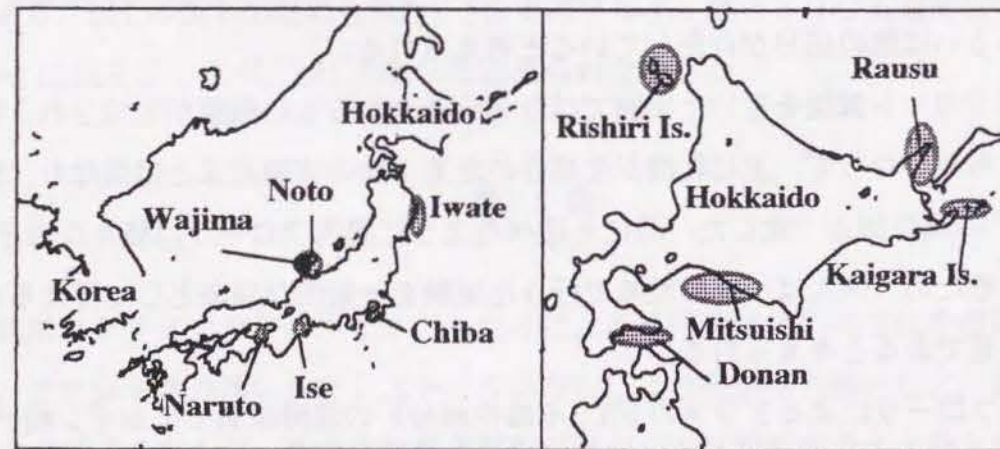 Hokkaido
Noto
Wajima
Iwate
Korea
Chiba
Ise
Naruto
Rausu
Rishiri Is.
Hokkaido
Kaigara Is.
Mitsuishi
Donan